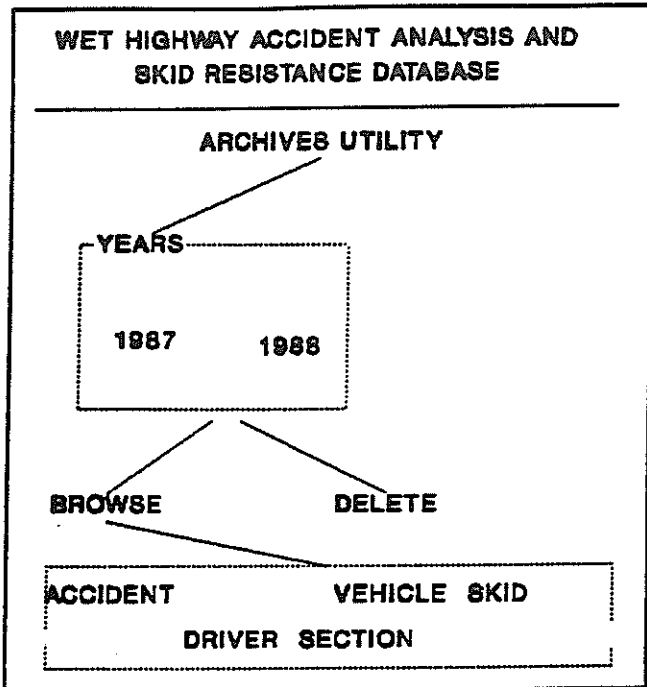 WET HIGHWAY ACCIDENT ANALYSIS AND
SKID RESISTANCE DATABASE
ARCHIVES UTILITY
YEARS
1987 1988
BROWSE DELETE
ACCIDENT VEHICLE SKID
DRIVER SECTION